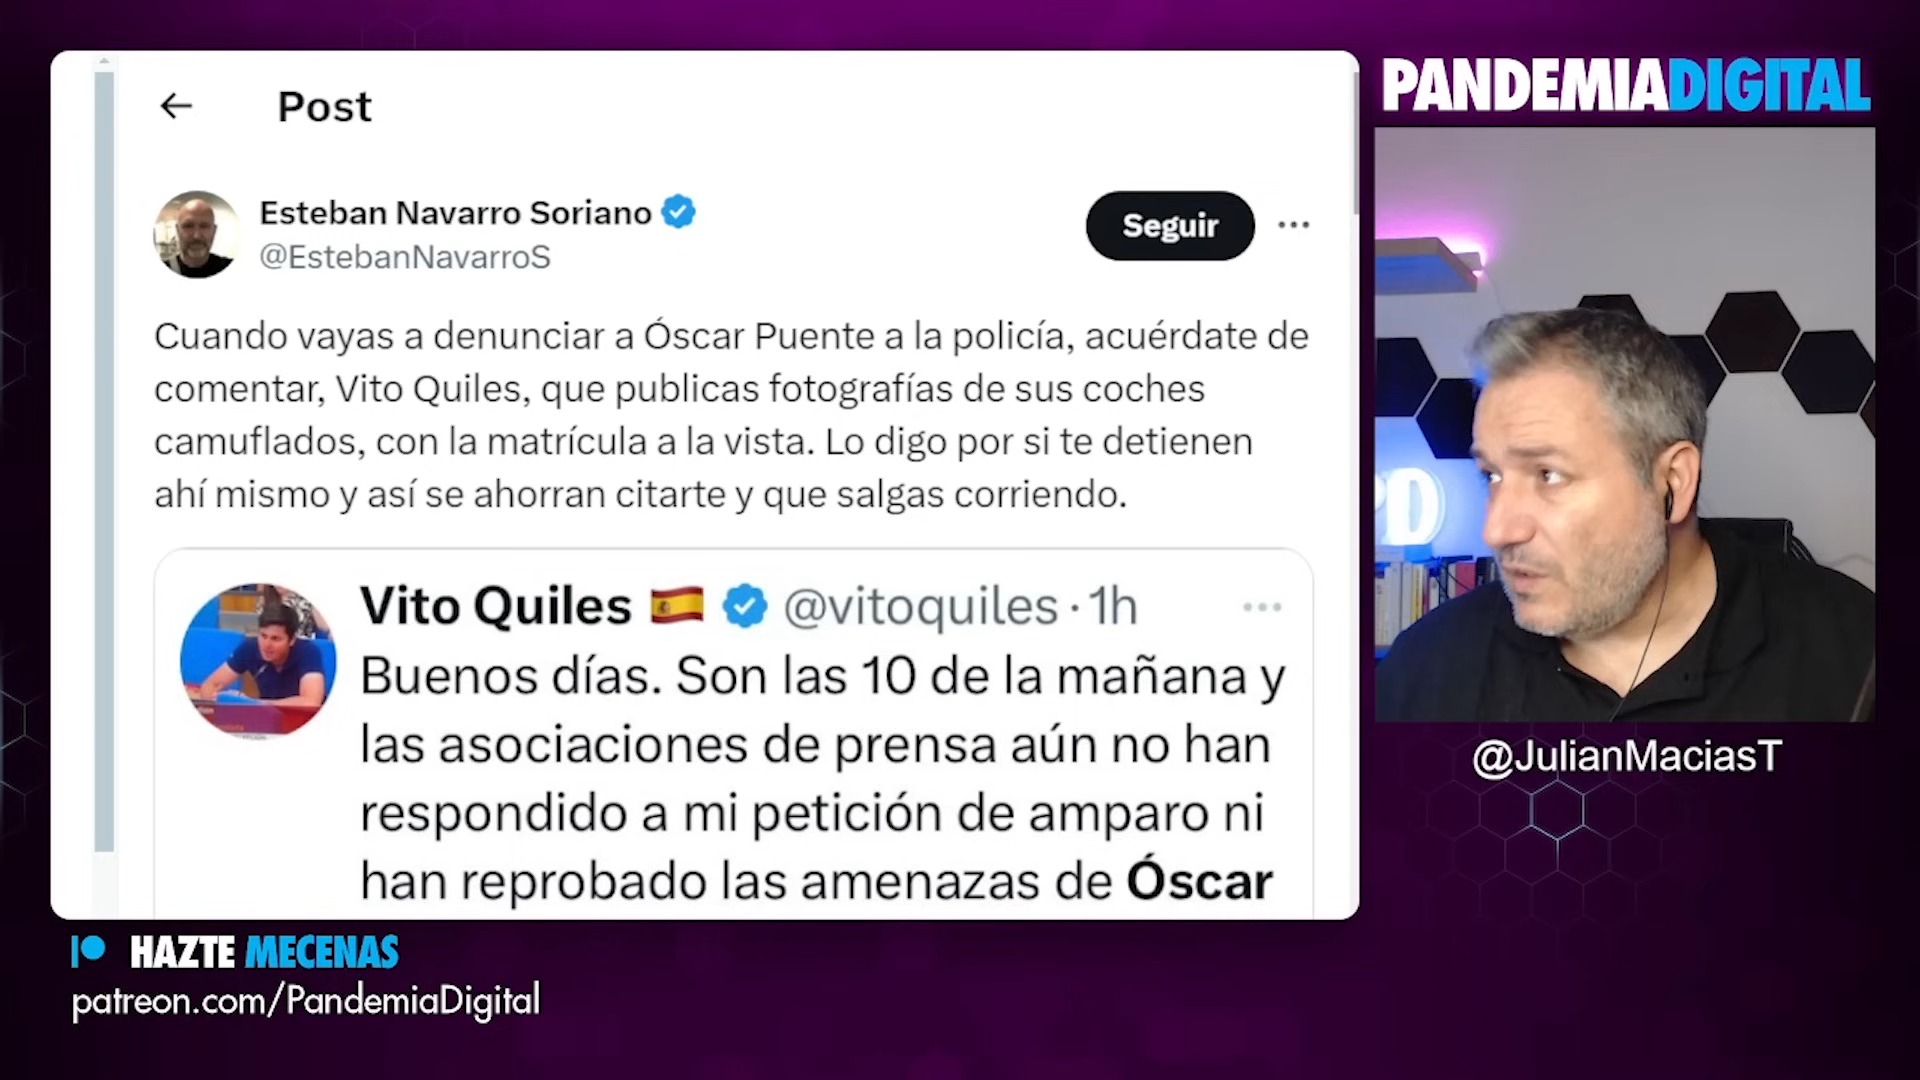 PANDEMIADIGITAL
Post
Esteban Navarro Soriano
@EstebanNavarroS
Seguir
Cuando vayas a denunciar a Óscar Puente a la policía, acuérdate de
comentar, Vito Quiles, que publicas fotografías de sus coches
camuflados, con la matrícula a la vista. Lo digo por si te detienen
ahí mismo y así se ahorran citarte y que salgas corriendo.
Vito Quiles 🇪🇸 @vitoquiles · 1h
Buenos días. Son las 10 de la mañana y
las asociaciones de prensa aún no han
respondido a mi petición de amparo ni
han reprobado las amenazas de Óscar
PD
@JulianMaciasT
HAZTE MECENAS
patreon.com/PandemiaDigital